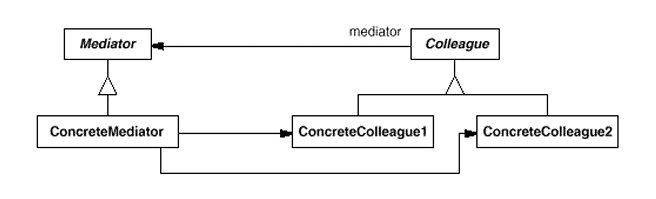 mediator
Mediator
Colleague
ConcreteMediator
ConcreteColleague1
ConcreteColleague2